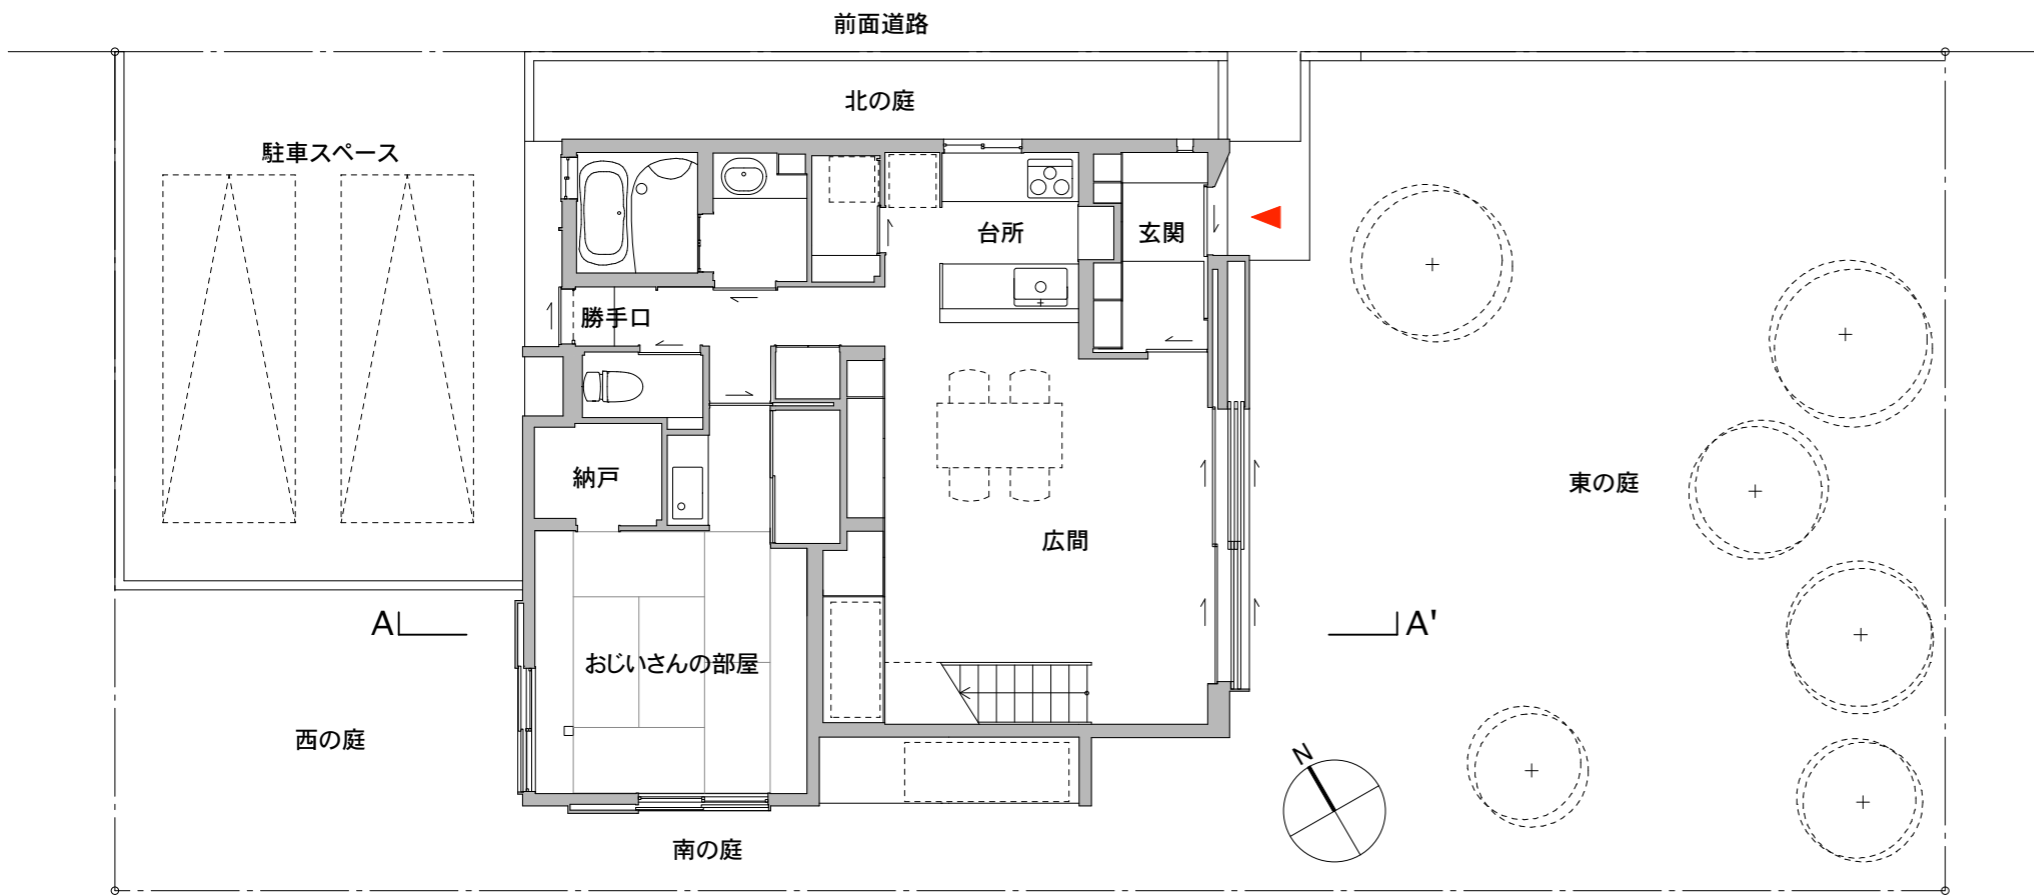 前面道路
北の庭
駐車スペース
台所
玄関
勝手口
納戸
東の庭
広間
A
A'
おじいさんの部屋
西の庭
N
南の庭